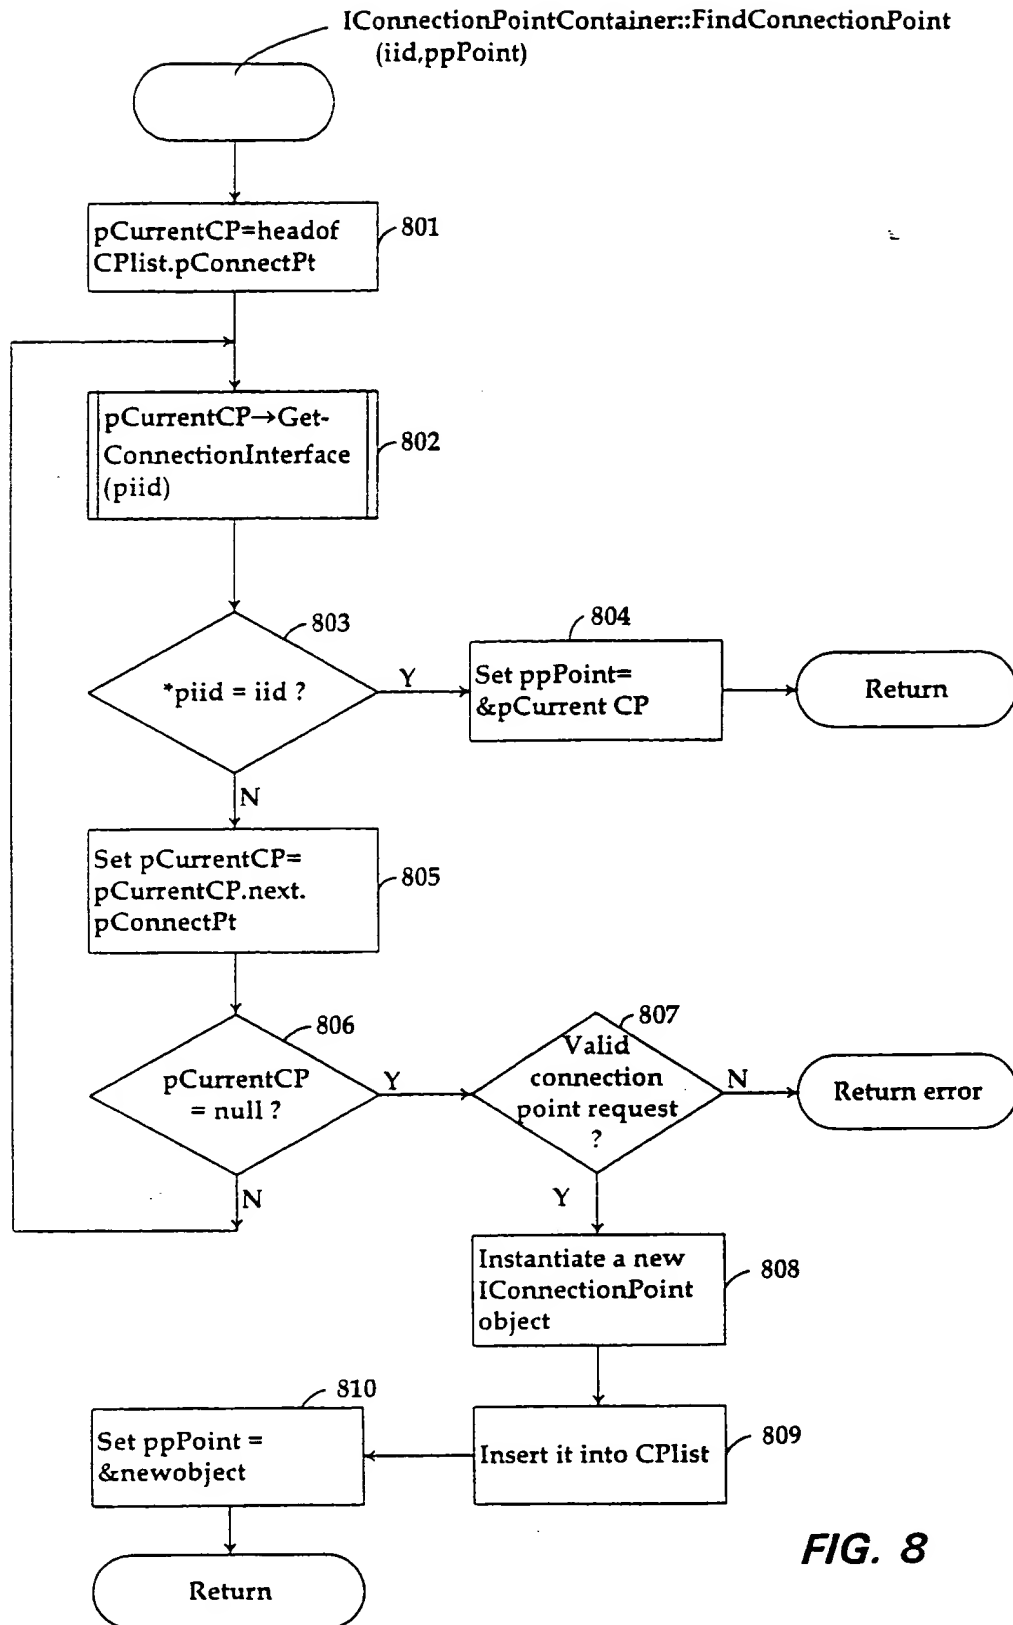 IConnectionPointContainer::FindConnectionPoint
(iid,ppPoint)
pCurrentCP=headof
CPlist.pConnectPt
801
pCurrentCP→Get-
ConnectionInterface
(piid)
802
803
*piid = iid ?
Y
804
Set ppPoint=
&pCurrent CP
Return
N
Set pCurrentCP=
pCurrentCP.next.
pConnectPt
805
806
pCurrentCP
= null ?
Y
807
Valid
connection
point request
?
N
Return error
N
Y
Instantiate a new
IConnectionPoint
object
808
Insert it into CPlist
809
810
Set ppPoint =
&newobject
Return
FIG. 8